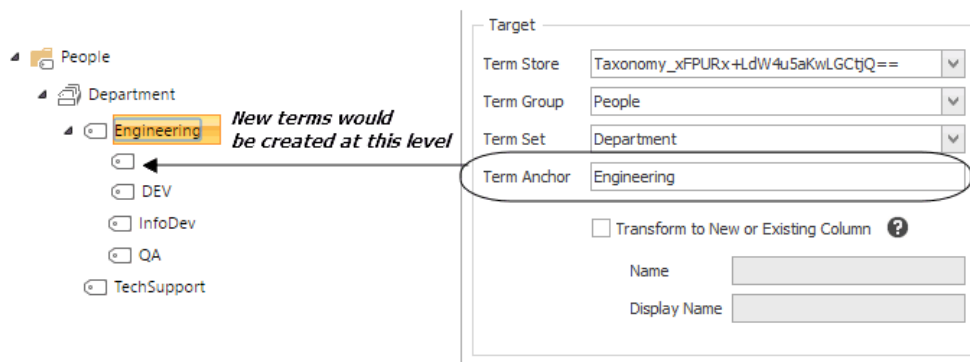 People
Department
Engineering
New terms would
be created at this level
DEV
InfoDev
QA
TechSupport
Target
Term Store Taxonomy_xFPURx+LdW4u5aKwLGCtjQ==
Term Group People
Term Set Department
Term Anchor Engineering
Transform to New or Existing Column ?
Name
Display Name